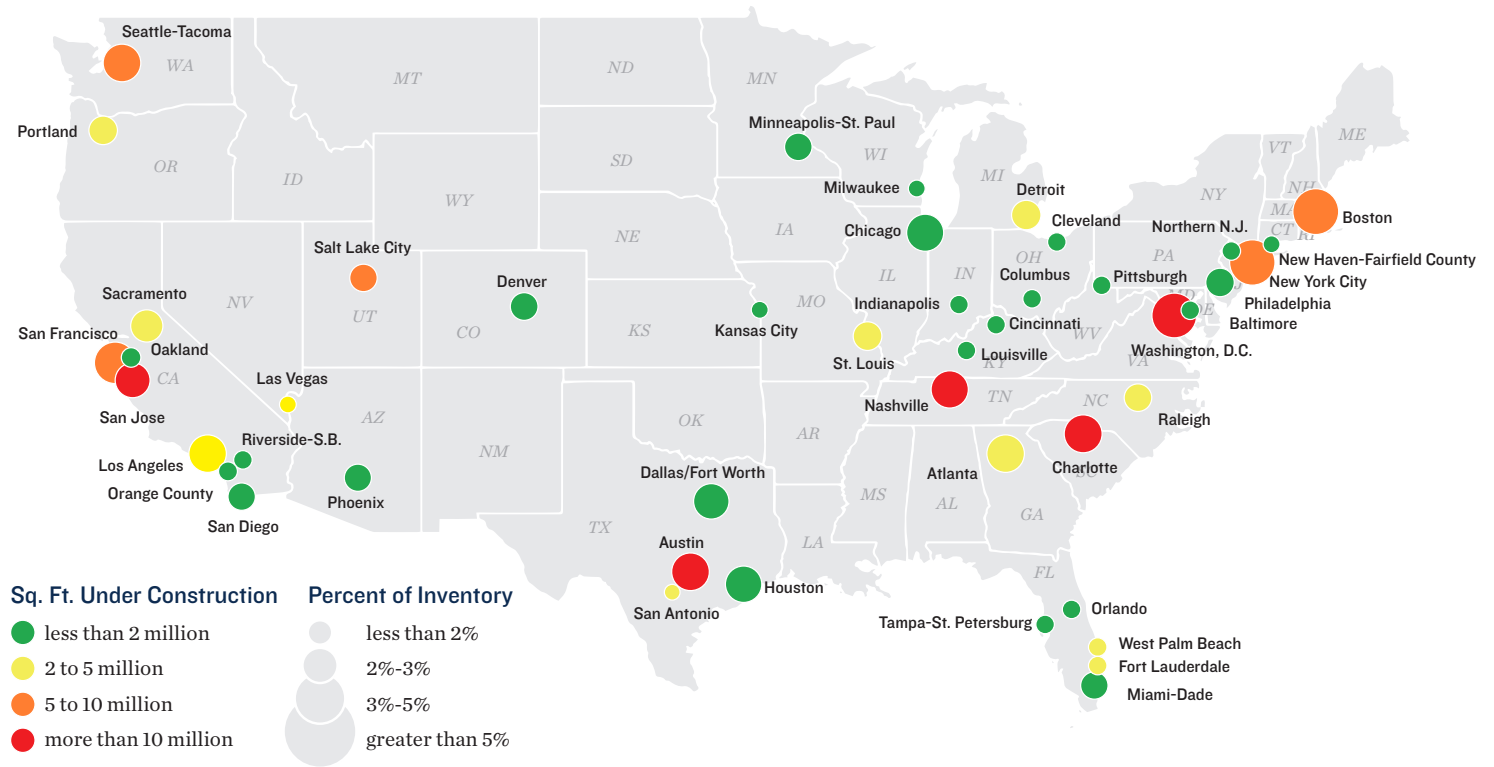 Seattle-Tacoma
WA
MT
ND
MN
ME
Portland
Minneapolis-St. Paul
VT
OR
ID
SD
WI
MI
NH
NY
WY
Milwaukee
Detroit
MA
Boston
Cleveland
Northern N.J.
CT
RI
Chicago
NE
IA
Salt Lake City
NV
UT
Denver
CO
OH
PA
IL
IN
Columbus
Pittsburgh
New Haven-Fairfield County
New York City
Sacramento
MO
Indianapolis
MD
DE
NJ
Philadelphia
Baltimore
San Francisco
Oakland
KS
Kansas City
Cincinnati
WV
Louisville
KY
VA
Washington, D.C.
St. Louis
CA
San Jose
Las Vegas
AZ
NM
OK
AR
Nashville
TN
NC
Raleigh
Riverside-S.B.
Los Angeles
Orange County
San Diego
Phoenix
Dallas/Fort Worth
Atlanta
Charlotte
SC
MS
AL
GA
TX
Austin
LA
Houston
San Antonio
FL
Orlando
Tampa-St. Petersburg
West Palm Beach
Fort Lauderdale
Miami-Dade
Sq. Ft. Under Construction
less than 2 million
2 to 5 million
5 to 10 million
more than 10 million
Percent of Inventory
less than 2%
2%-3%
3%-5%
greater than 5%